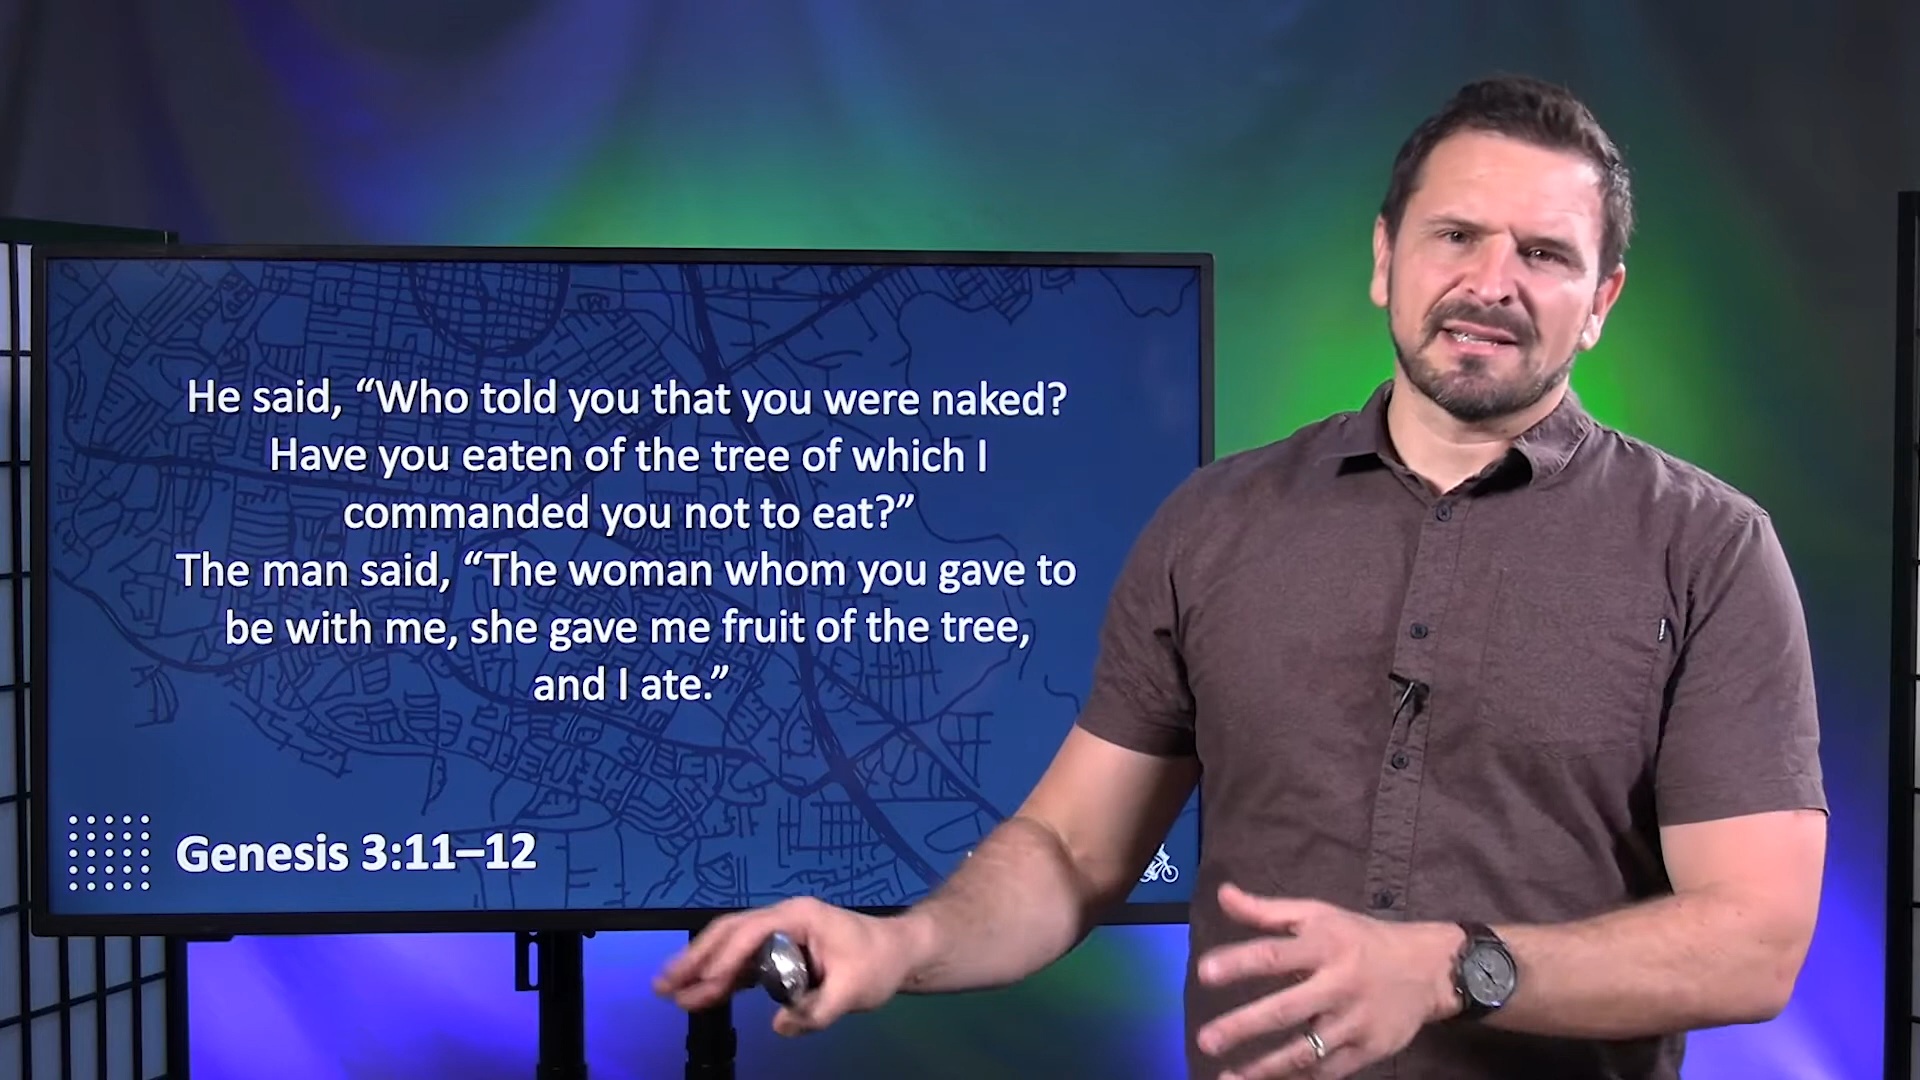 He said, “Who told you that you were naked?
Have you eaten of the tree of which I
commanded you not to eat?”
The man said, “The woman whom you gave to
be with me, she gave me fruit of the tree,
and I ate.”
Genesis 3:11–12